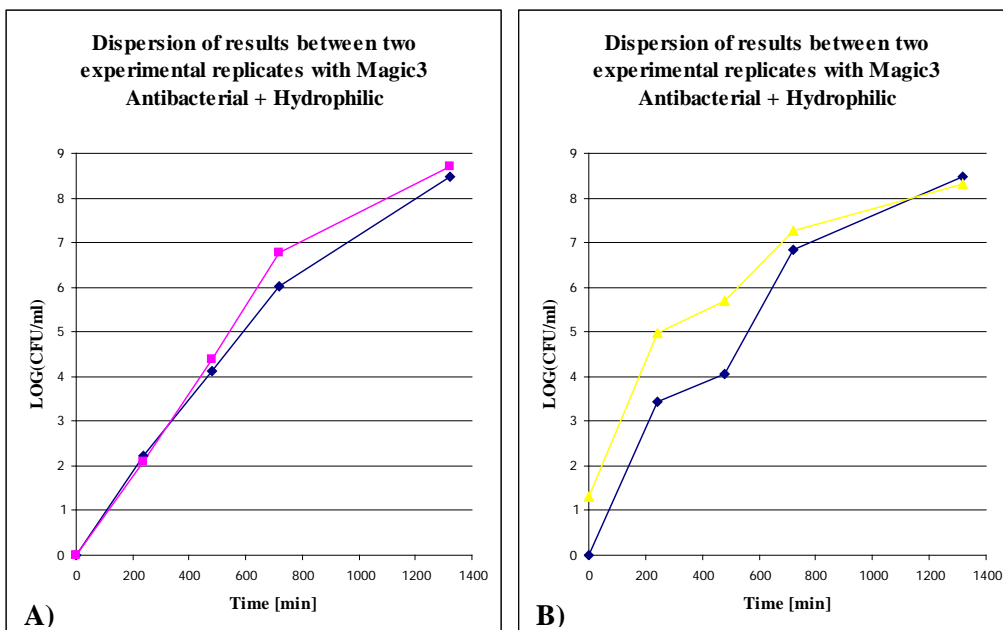 Dispersion of results between two
experimental replicates with Magic3
Antibacterial + Hydrophilic
LOG(CFU/ml)
9
8
7
6
5
4
3
2
1
0
0 200 400 600 800 1000 1200 1400
Time [min]
A)
Dispersion of results between two
experimental replicates with Magic3
Antibacterial + Hydrophilic
LOG(CFU/ml)
9
8
7
6
5
4
3
2
1
0
0 200 400 600 800 1000 1200 1400
Time [min]
B)